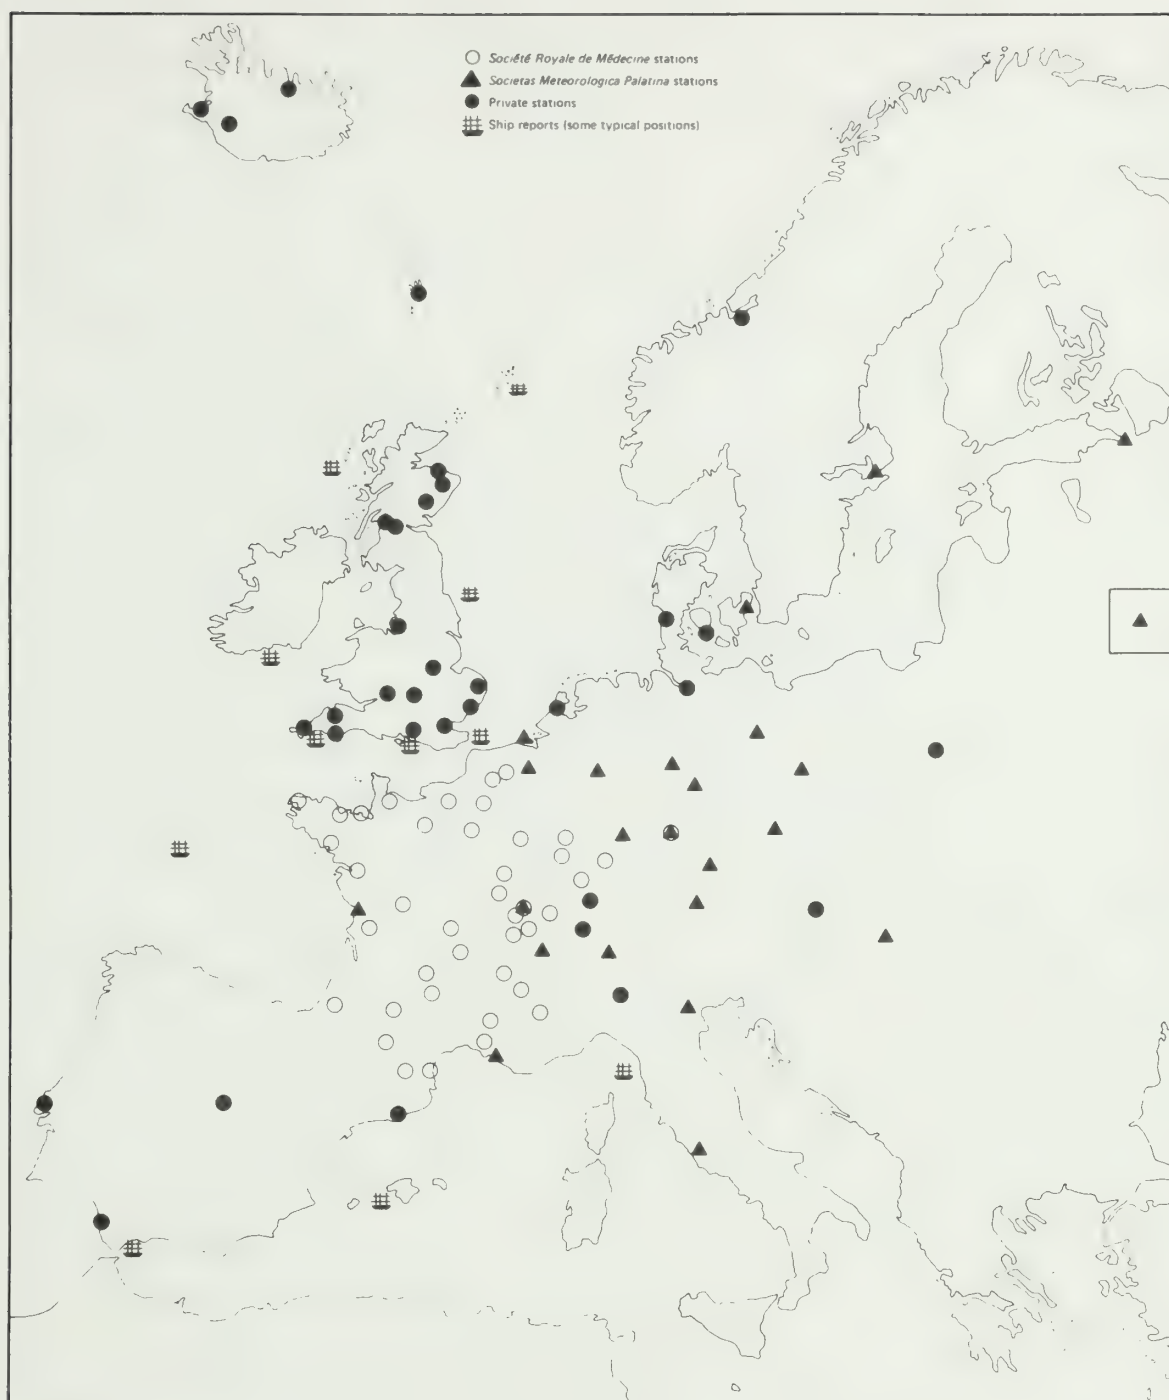 Société Royale de Médecine stations
Societas Meteorologica Palatina stations
Private stations
Ship reports (some typical positions)